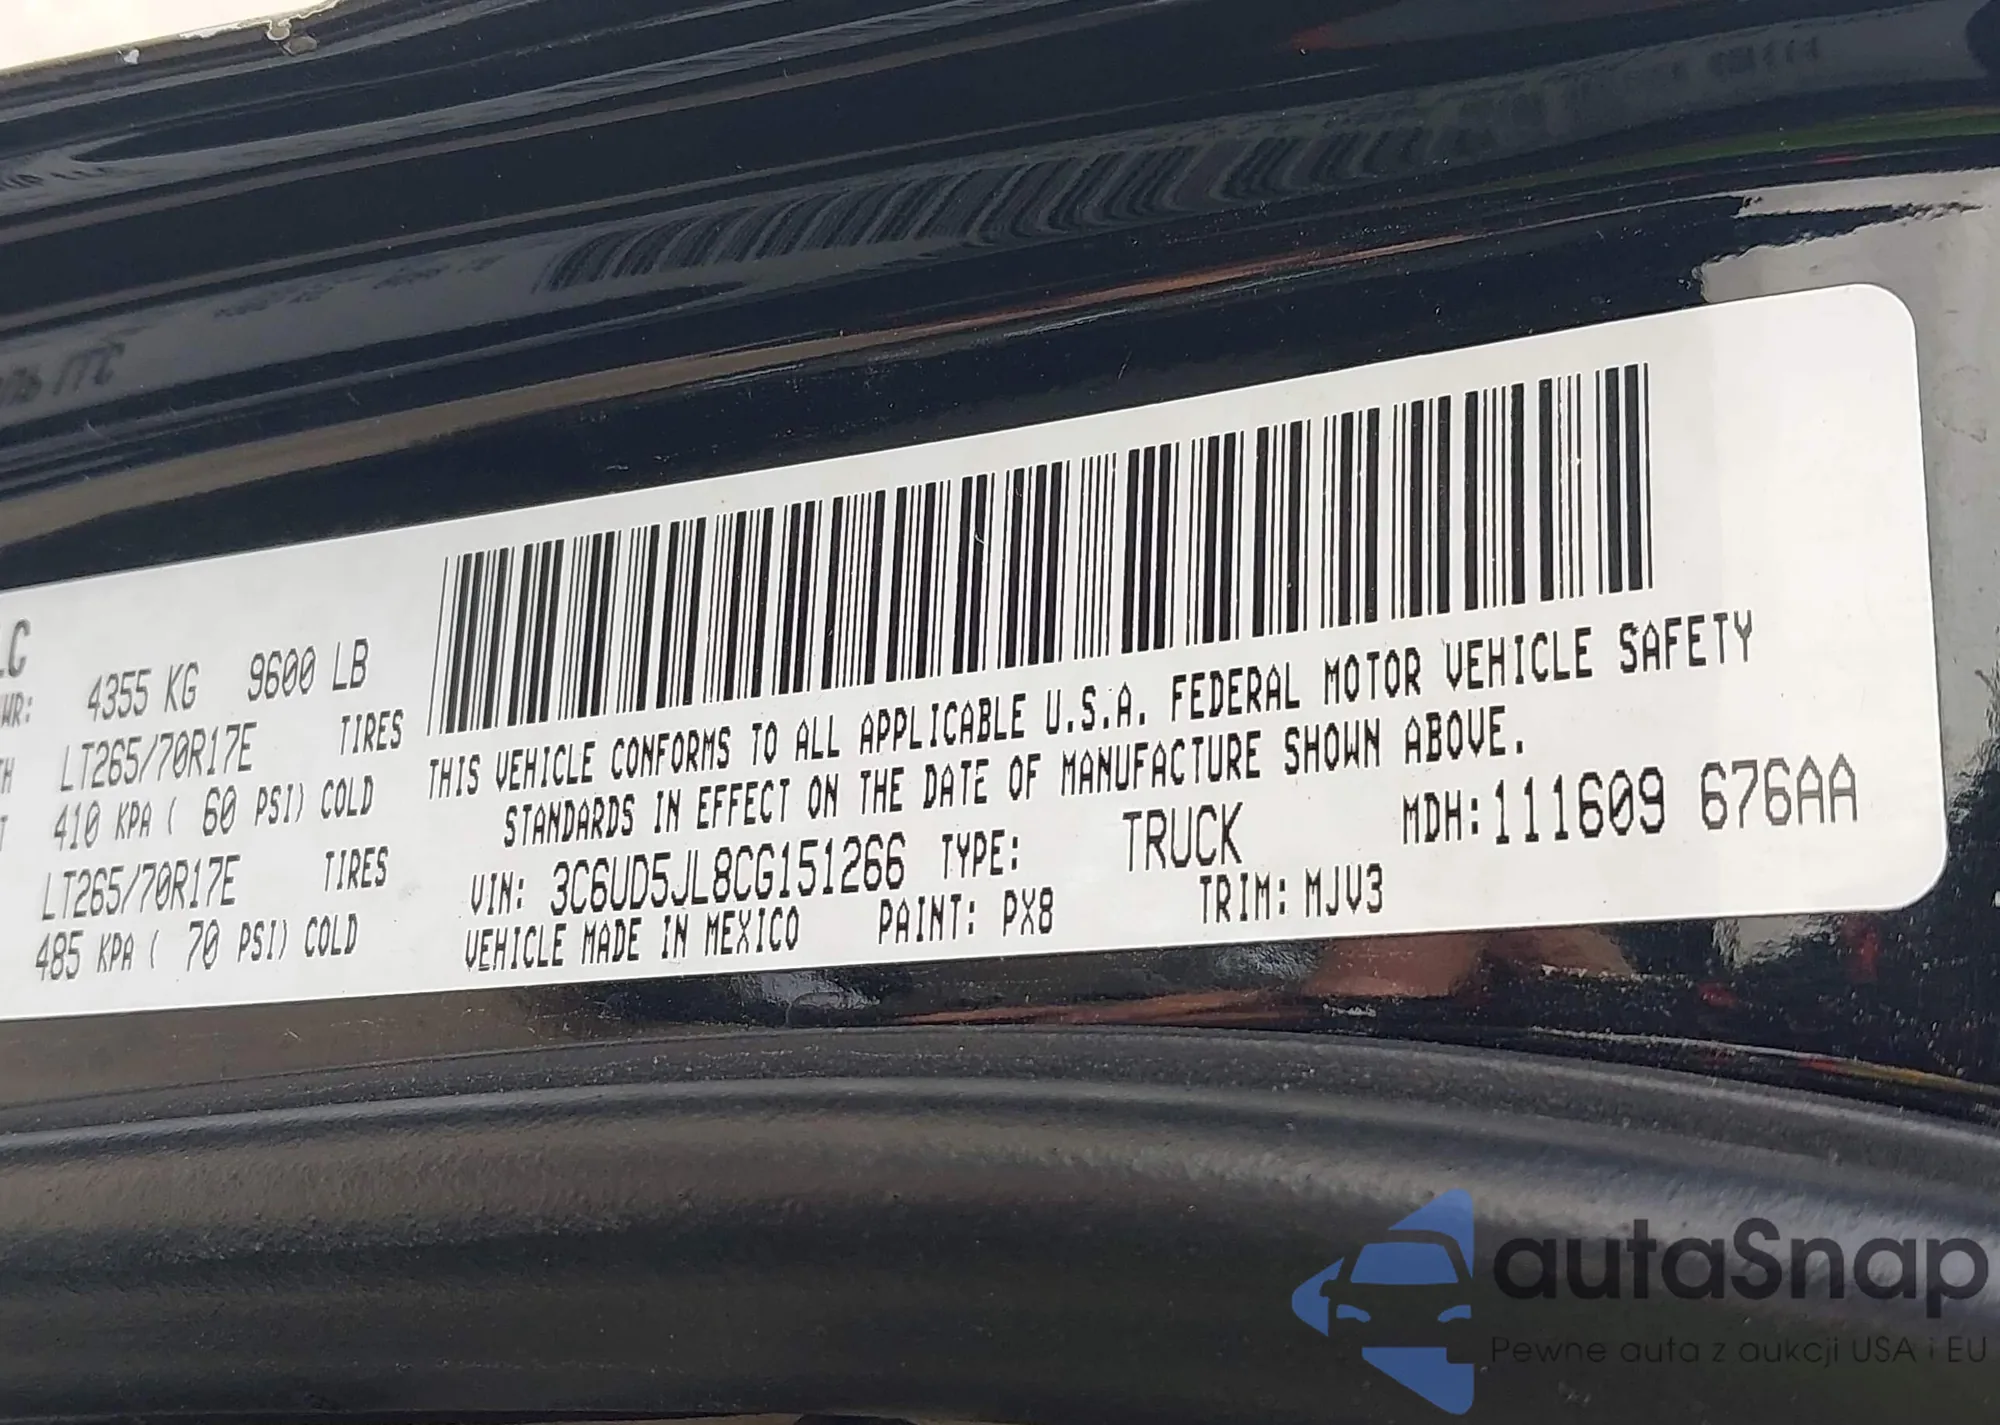 LC
WR: 4355 KG 9600 LB
TH LT265/70R17E TIRES
T 410 KPA ( 60 PSI) COLD
LT265/70R17E TIRES
485 KPA ( 70 PSI) COLD
THIS VEHICLE CONFORMS TO ALL APPLICABLE U.S.A. FEDERAL MOTOR VEHICLE SAFETY
STANDARDS IN EFFECT ON THE DATE OF MANUFACTURE SHOWN ABOVE.
VIN: 3C6UD5JL8CG151266 TYPE: TRUCK MDH:111609 676AA
VEHICLE MADE IN MEXICO PAINT: PX8 TRIM: MJV3
autaSnap
Pewne auta z aukcji USA i EU